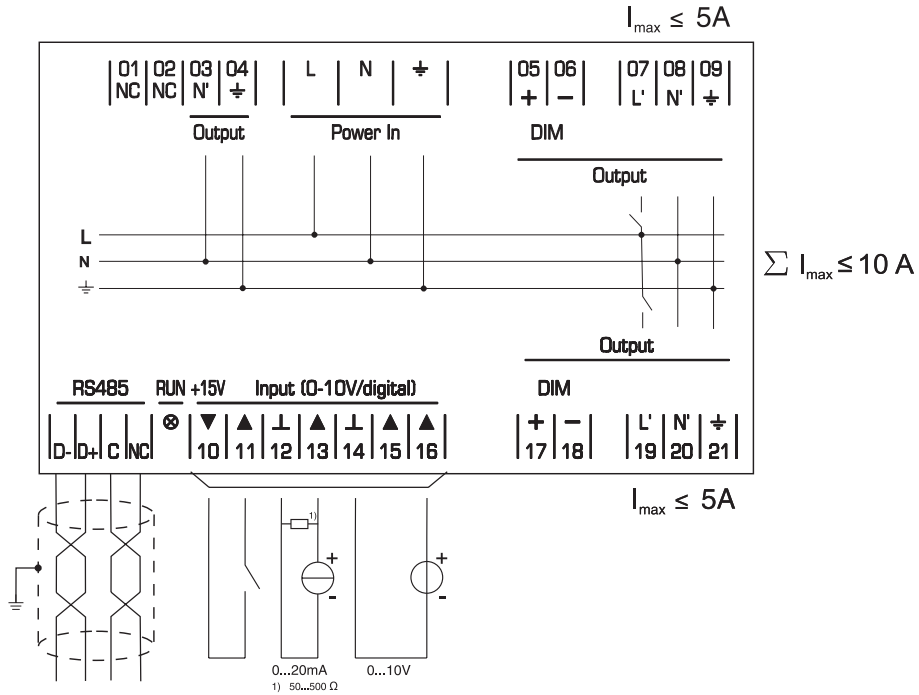 Imax ≤ 5A
01 02 03 04 L N ⏚ 05 06 07 08 09
NC NC N' ⏚ + − L' N' ⏚
Output Power In DIM
Output
L
N
⏚
∑ Imax ≤ 10 A
Output
RS485 RUN +15V Input (0-10V/digital) DIM
D- D+ C NC ⊗ ▼ ▲ ⊥ ▲ ⊥ ▲ ▲ + − L' N' ⏚
10 11 12 13 14 15 16 17 18 19 20 21
Imax ≤ 5A
1)
+ +
- -
0...20mA 0...10V
1) 50...500 Ω